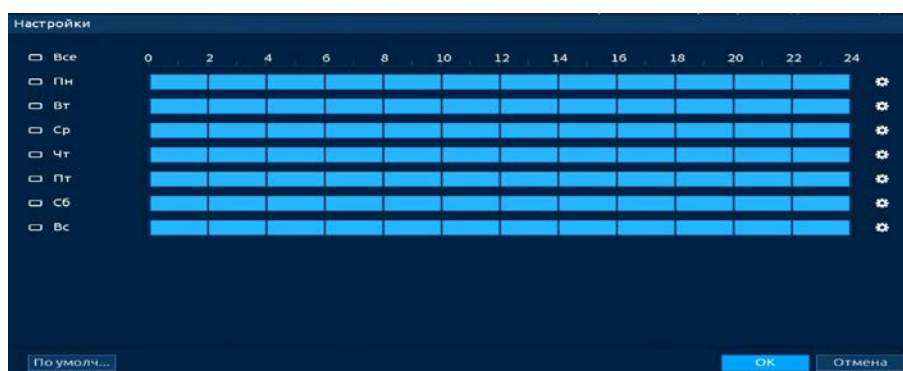 Настройки
Все 0 2 4 6 8 10 12 14 16 18 20 22 24
Пн
Вт
Ср
Чт
Пт
Сб
Вс
По умолч... ОК Отмена